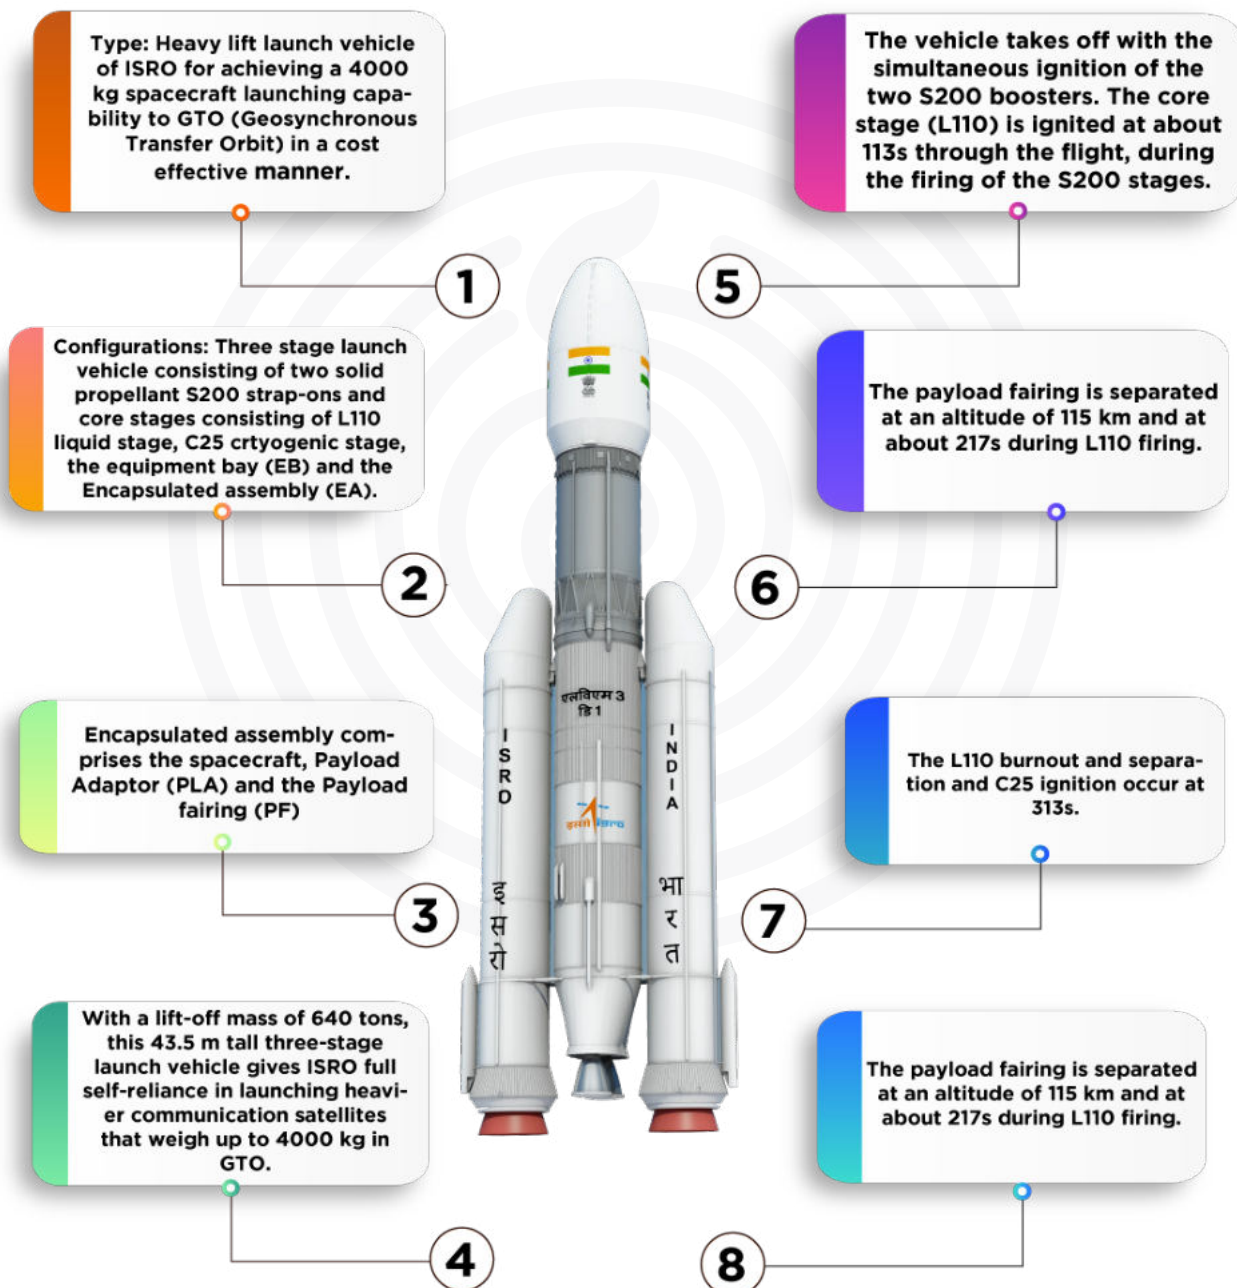 Type: Heavy lift launch vehicle
of ISRO for achieving a 4000
kg spacecraft launching capa-
bility to GTO (Geosynchronous
Transfer Orbit) in a cost
effective manner.
1
Configurations: Three stage launch
vehicle consisting of two solid
propellant S200 strap-ons and
core stages consisting of L110
liquid stage, C25 crtyogenic stage,
the equipment bay (EB) and the
Encapsulated assembly (EA).
2
Encapsulated assembly com-
prises the spacecraft, Payload
Adaptor (PLA) and the Payload
fairing (PF)
3
With a lift-off mass of 640 tons,
this 43.5 m tall three-stage
launch vehicle gives ISRO full
self-reliance in launching heavi-
er communication satellites
that weigh up to 4000 kg in
GTO.
4
The vehicle takes off with the
simultaneous ignition of the
two S200 boosters. The core
stage (L110) is ignited at about
113s through the flight, during
the firing of the S200 stages.
5
The payload fairing is separated
at an altitude of 115 km and at
about 217s during L110 firing.
6
The L110 burnout and separa-
tion and C25 ignition occur at
313s.
7
The payload fairing is separated
at an altitude of 115 km and at
about 217s during L110 firing.
8
एलविएम 3
डि 1
ISRO
इसरो
INDIA
भारत
इसरो isro